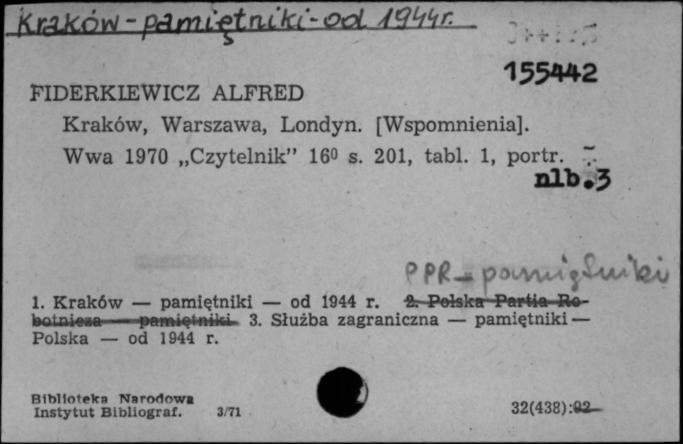 Kraków - pamiętniki - od 1944r.
155442
FIDERKIEWICZ ALFRED
Kraków, Warszawa, Londyn. [Wspomnienia].
Wwa 1970 „Czytelnik” 16⁰ s. 201, tabl. 1, portr.
nlb. 3
PPR - pamiętniki
1. Kraków — pamiętniki — od 1944 r. 2. Polska Partia Ro-
botnicza — pamiętniki 3. Służba zagraniczna — pamiętniki —
Polska — od 1944 r.
Biblioteka Narodowa
Instytut Bibliograf. 3/71
32(438):92